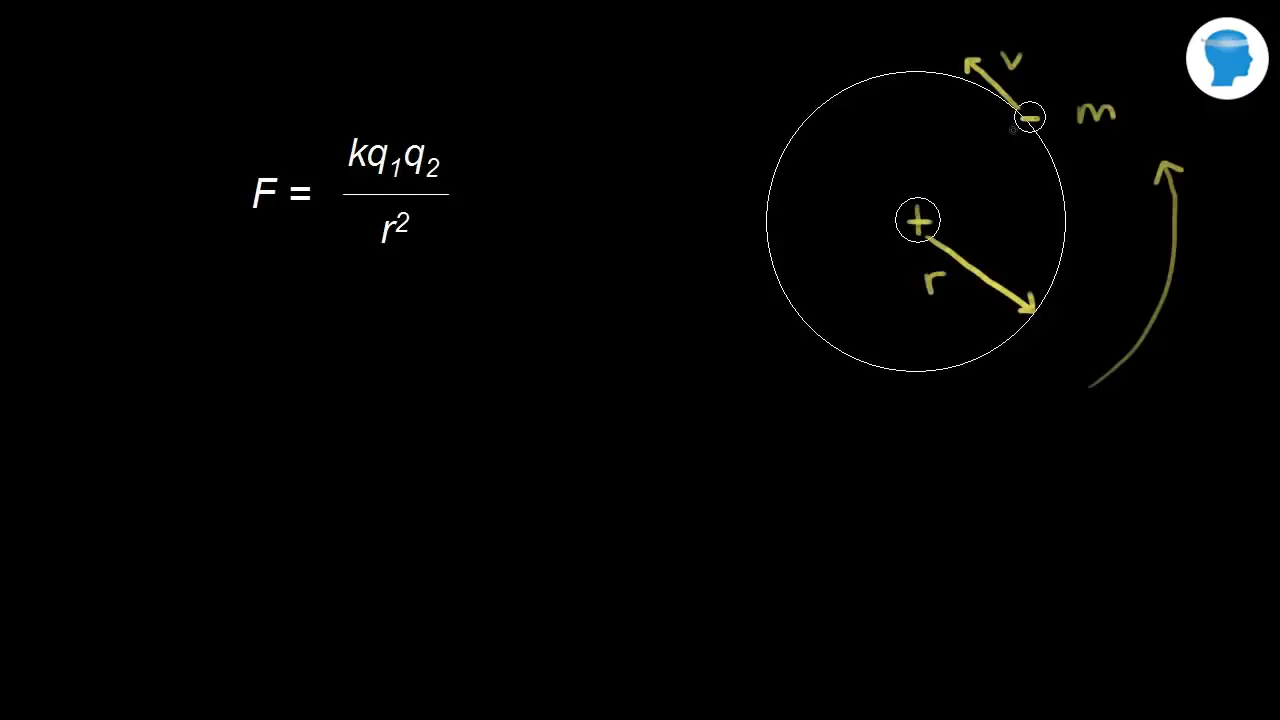 F = kq₁q₂ / r²
v
m
+
−
r